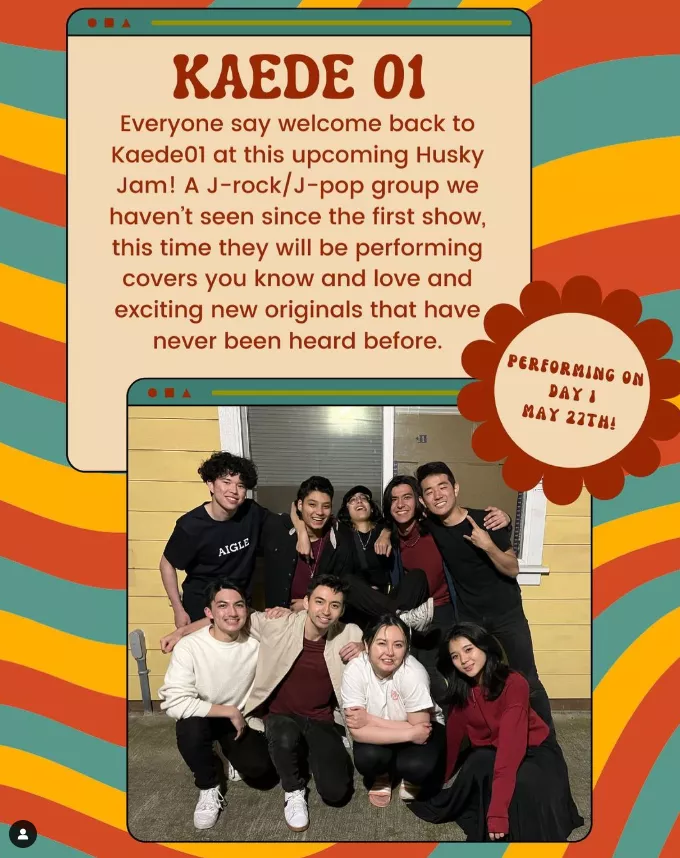 KAEDE 01
Everyone say welcome back to
Kaede01 at this upcoming Husky
Jam! A J-rock/J-pop group we
haven't seen since the first show,
this time they will be performing
covers you know and love and
exciting new originals that have
never been heard before.
PERFORMING ON
DAY 1
MAY 27TH!
AIGLE